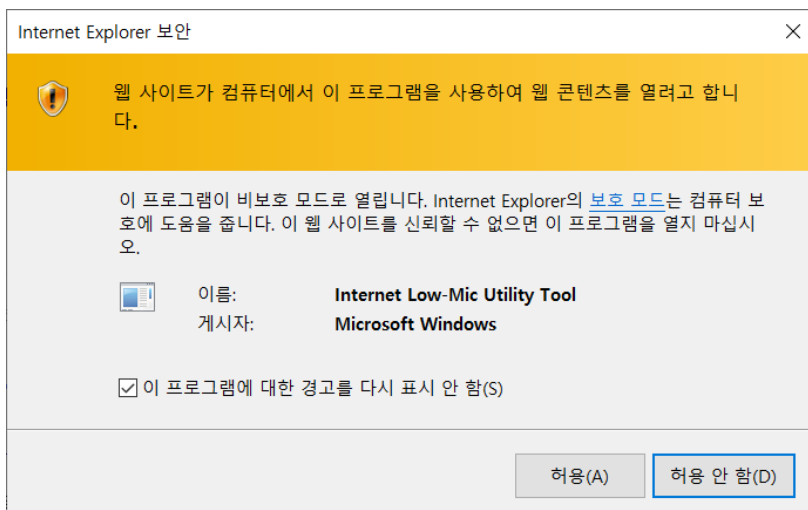 Internet Explorer 보안
웹 사이트가 컴퓨터에서 이 프로그램을 사용하여 웹 콘텐츠를 열려고 합니
다.
이 프로그램이 비보호 모드로 열립니다. Internet Explorer의 보호 모드는 컴퓨터 보
호에 도움을 줍니다. 이 웹 사이트를 신뢰할 수 없으면 이 프로그램을 열지 마십시
오.
이름: Internet Low-Mic Utility Tool
게시자: Microsoft Windows
이 프로그램에 대한 경고를 다시 표시 안 함(S)
허용(A) 허용 안 함(D)